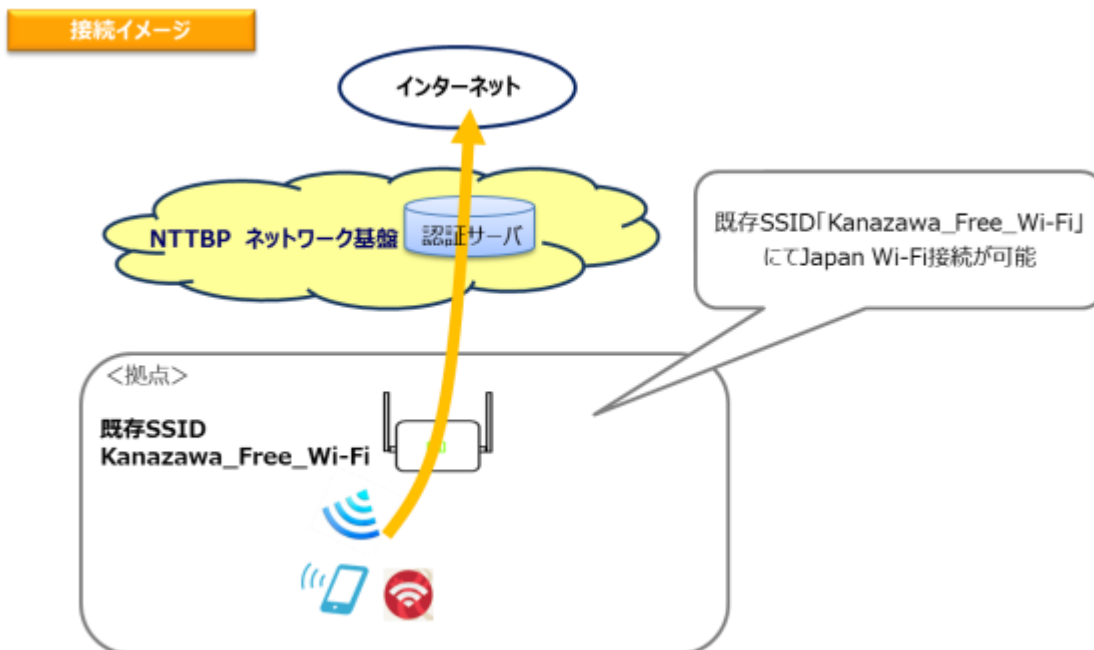 接続イメージ
インターネット
NTTBP ネットワーク基盤
認証サーバ
既存SSID「Kanazawa_Free_Wi-Fi」
にてJapan Wi-Fi接続が可能
＜拠点＞
既存SSID
Kanazawa_Free_Wi-Fi